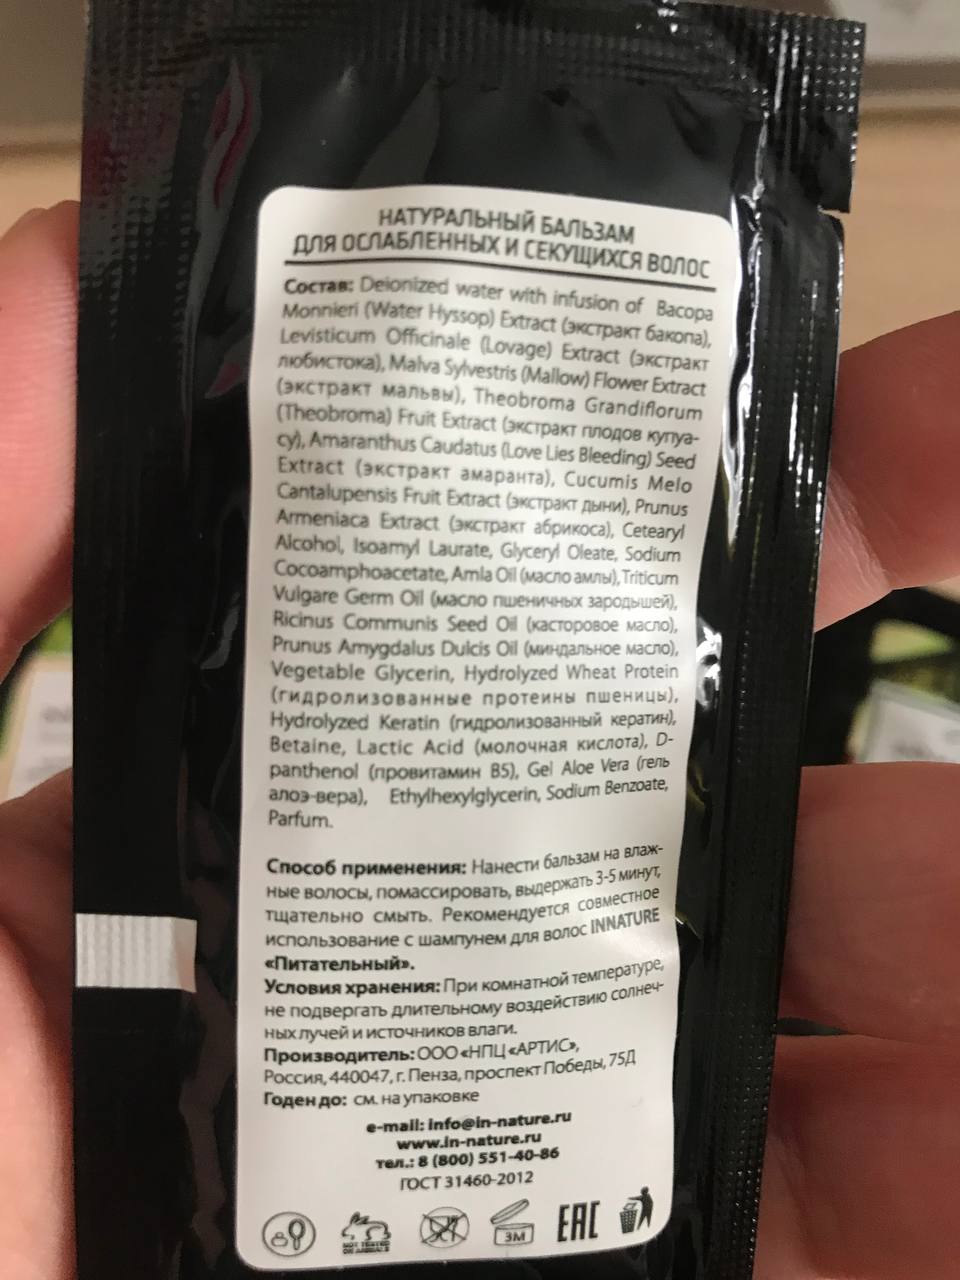 НАТУРАЛЬНЫЙ БАЛЬЗАМ
ДЛЯ ОСЛАБЛЕННЫХ И СЕКУЩИХСЯ ВОЛОС
Состав: Deionized water with infusion of Bacopa
Monnieri (Water Hyssop) Extract (экстракт бакопа),
Levisticum Officinale (Lovage) Extract (экстракт
любистока), Malva Sylvestris (Mallow) Flower Extract
(экстракт мальвы), Theobroma Grandiflorum
(Theobroma) Fruit Extract (экстракт плодов купуа-
су), Amaranthus Caudatus (Love Lies Bleeding) Seed
Extract (экстракт амаранта), Cucumis Melo
Cantalupensis Fruit Extract (экстракт дыни), Prunus
Armeniaca Extract (экстракт абрикоса), Cetearyl
Alcohol, Isoamyl Laurate, Glyceryl Oleate, Sodium
Cocoamphoacetate, Amla Oil (масло амлы), Triticum
Vulgare Germ Oil (масло пшеничных зародышей),
Ricinus Communis Seed Oil (касторовое масло),
Prunus Amygdalus Dulcis Oil (миндальное масло),
Vegetable Glycerin, Hydrolyzed Wheat Protein
(гидролизованные протеины пшеницы),
Hydrolyzed Keratin (гидролизованный кератин),
Betaine, Lactic Acid (молочная кислота), D-
panthenol (провитамин B5), Gel Aloe Vera (гель
алоэ-вера), Ethylhexylglycerin, Sodium Benzoate,
Parfum.
Способ применения: Нанести бальзам на влаж-
ные волосы, помассировать, выдержать 3-5 минут,
тщательно смыть. Рекомендуется совместное
использование с шампунем для волос INNATURE
«Питательный».
Условия хранения: При комнатной температуре,
не подвергать длительному воздействию солнеч-
ных лучей и источников влаги.
Производитель: ООО «НПЦ «АРТИС»,
Россия, 440047, г. Пенза, проспект Победы, 75Д
Годен до: см. на упаковке
e-mail: info@in-nature.ru
www.in-nature.ru
тел.: 8 (800) 551-40-86
ГОСТ 31460-2012
NOT TESTED
ON ANIMALS
3M
EAC